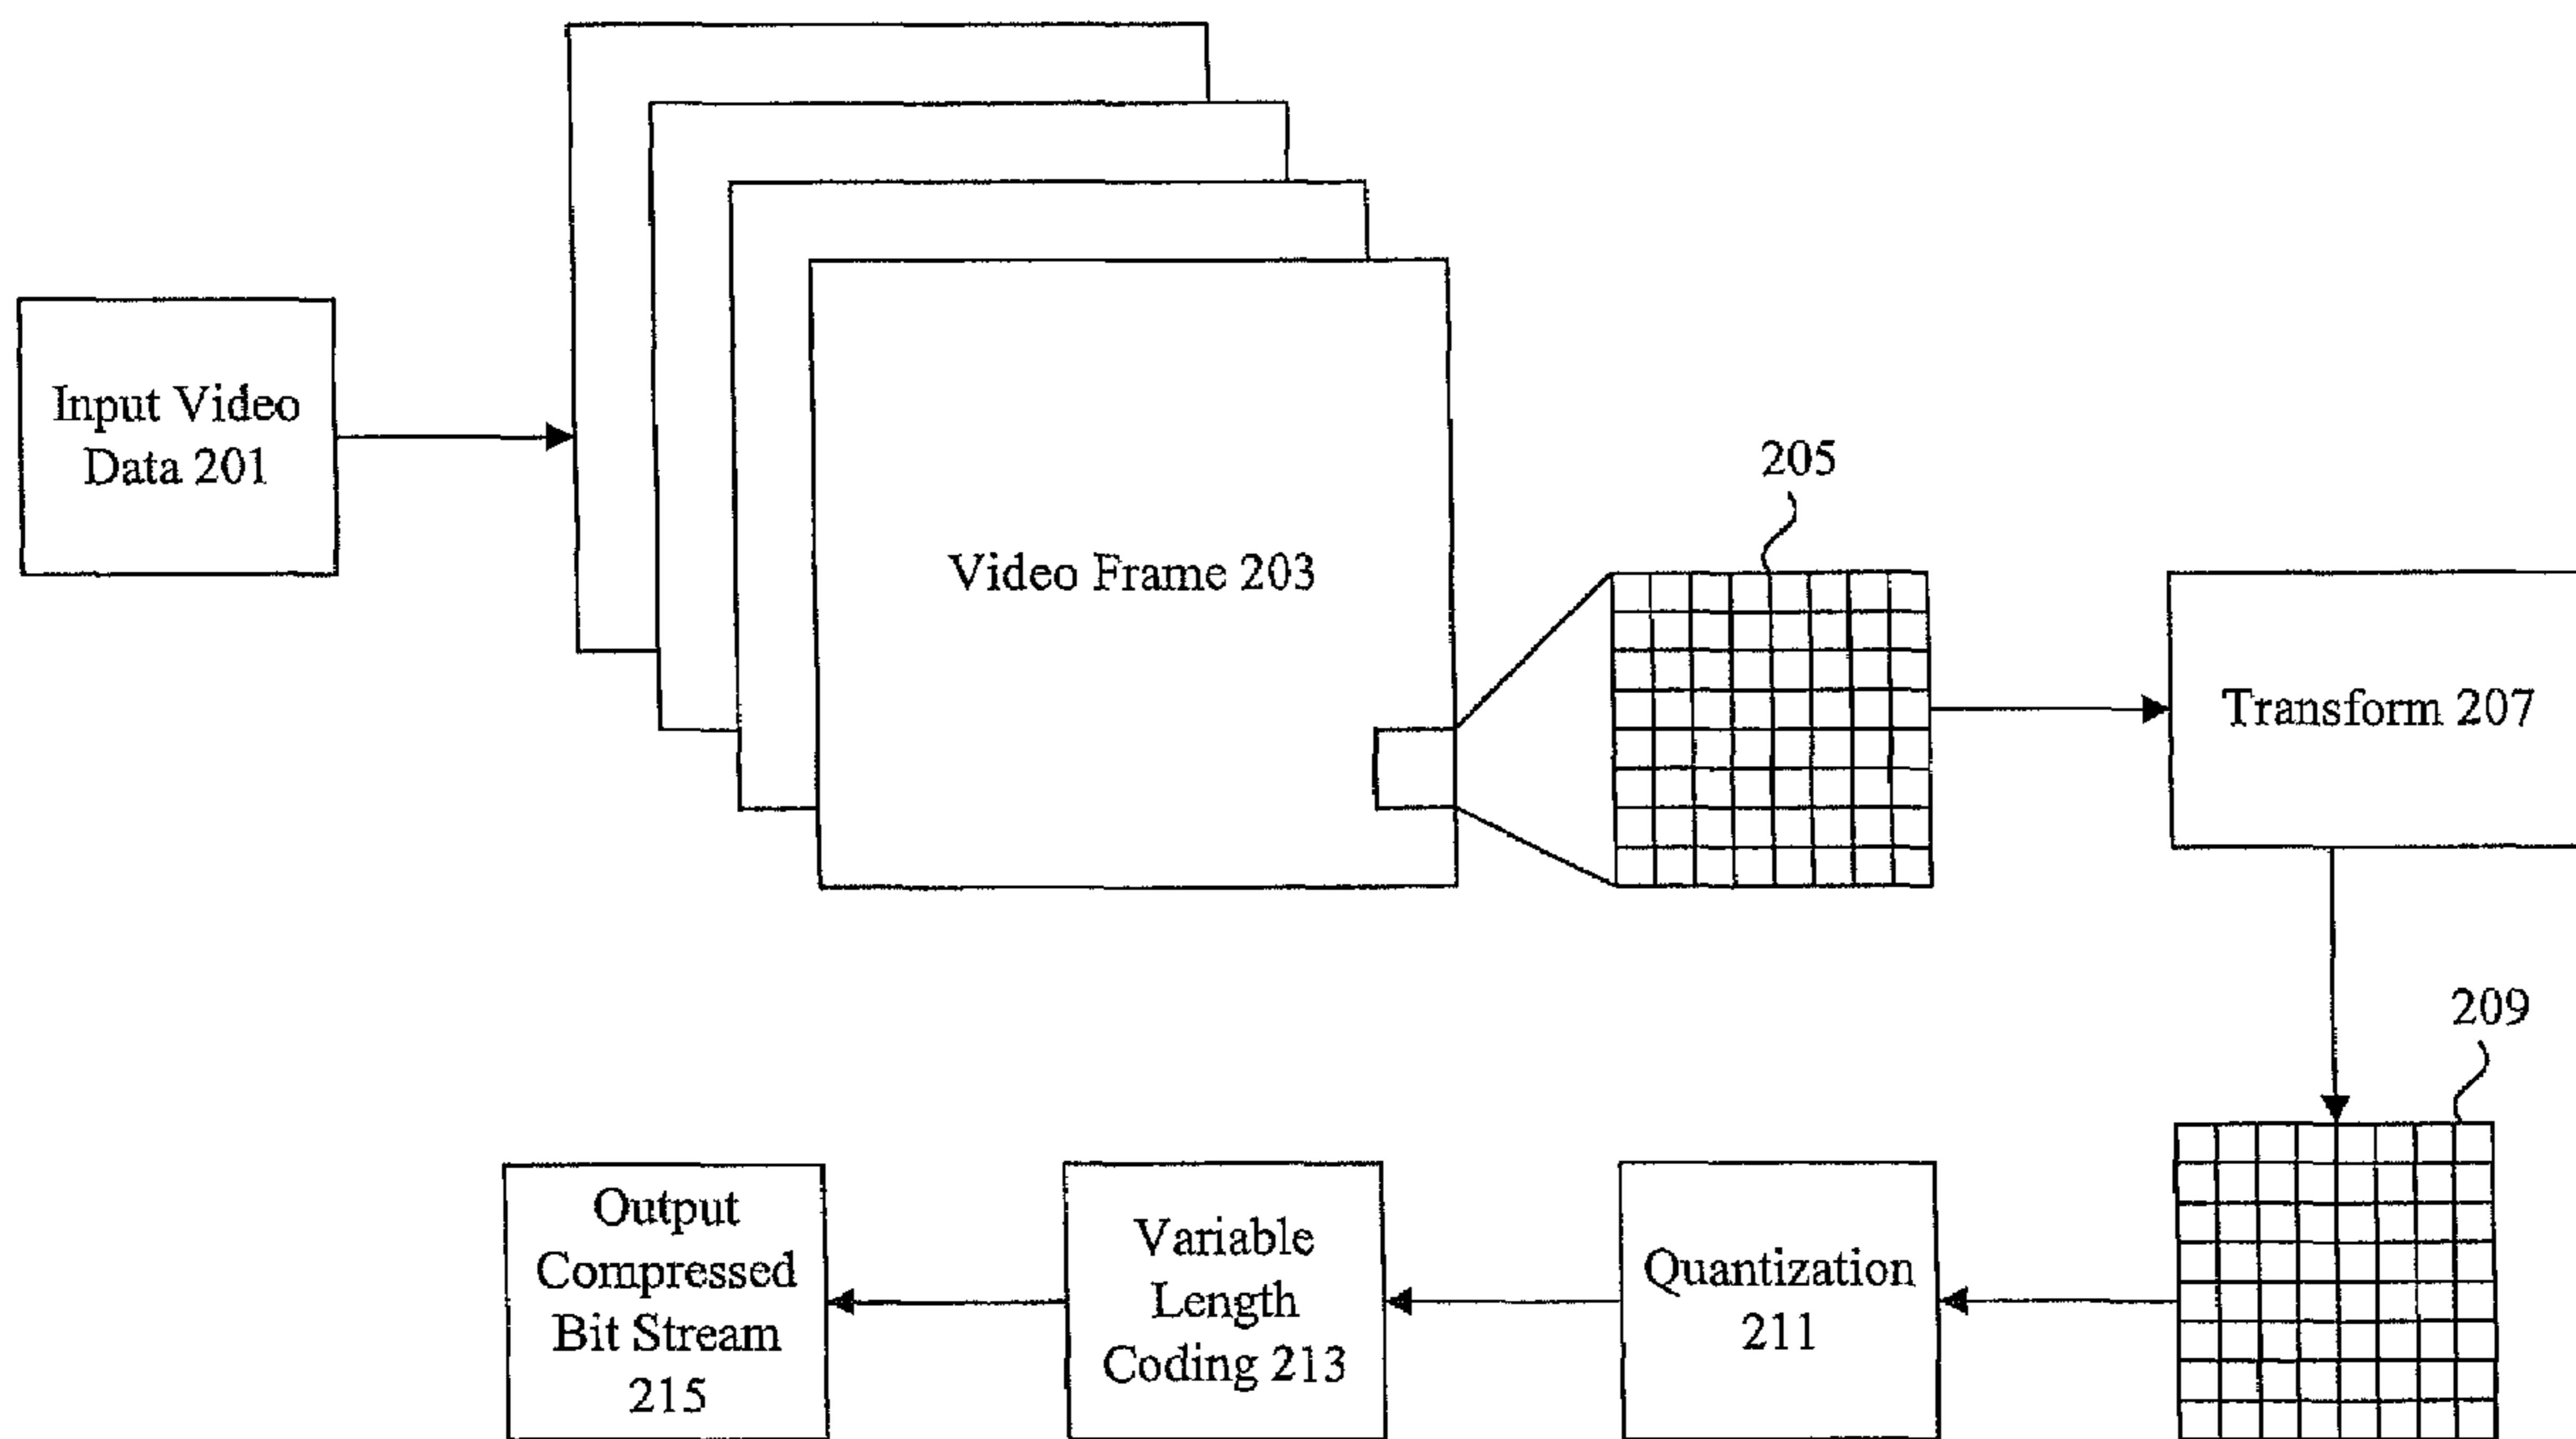 Input Video
Data 201
Video Frame 203
205
Transform 207
209
Quantization
211
Variable
Length
Coding 213
Output
Compressed
Bit Stream
215